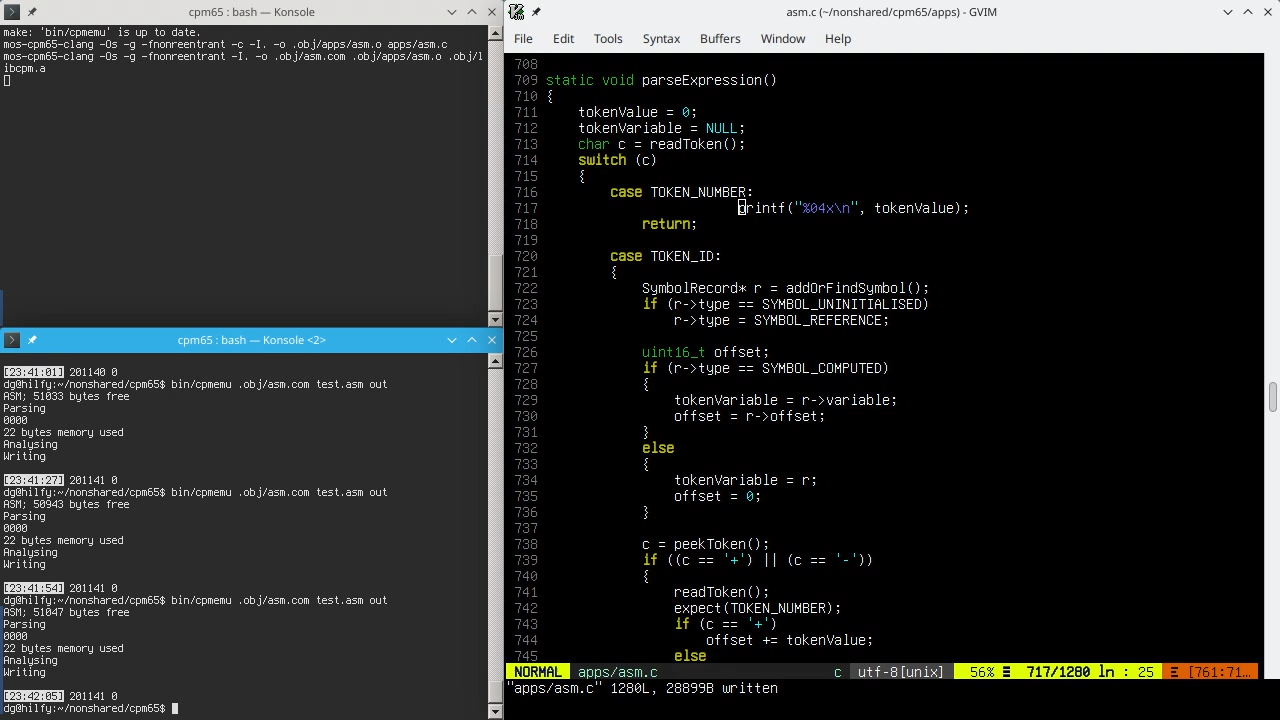 cpm65 : bash — Konsole
make: 'bin/cpmemu' is up to date.
mos-cpm65-clang -Os -g -fnonreentrant -c -I. -o .obj/apps/asm.o apps/asm.c
mos-cpm65-clang -Os -g -fnonreentrant -I. -o .obj/asm.com .obj/apps/asm.o .obj/l
ibcpm.a
cpm65 : bash — Konsole <2>
[23:41:01] 201140 0
dg@hilfy:~/nonshared/cpm65$ bin/cpmemu .obj/asm.com test.asm out
ASM; 51033 bytes free
Parsing
0000
22 bytes memory used
Analysing
Writing
[23:41:27] 201141 0
dg@hilfy:~/nonshared/cpm65$ bin/cpmemu .obj/asm.com test.asm out
ASM; 50943 bytes free
Parsing
0000
22 bytes memory used
Analysing
Writing
[23:41:54] 201141 0
dg@hilfy:~/nonshared/cpm65$ bin/cpmemu .obj/asm.com test.asm out
ASM; 51047 bytes free
Parsing
0000
22 bytes memory used
Analysing
Writing
[23:42:05] 201141 0
dg@hilfy:~/nonshared/cpm65$
asm.c (~/nonshared/cpm65/apps) - GVIM
File Edit Tools Syntax Buffers Window Help
708
709 static void parseExpression()
710 {
711     tokenValue = 0;
712     tokenVariable = NULL;
713     char c = readToken();
714     switch (c)
715     {
716         case TOKEN_NUMBER:
717                         printf("%04x\n", tokenValue);
718             return;
719
720         case TOKEN_ID:
721         {
722             SymbolRecord* r = addOrFindSymbol();
723             if (r->type == SYMBOL_UNINITIALISED)
724                 r->type = SYMBOL_REFERENCE;
725
726             uint16_t offset;
727             if (r->type == SYMBOL_COMPUTED)
728             {
729                 tokenVariable = r->variable;
730                 offset = r->offset;
731             }
732             else
733             {
734                 tokenVariable = r;
735                 offset = 0;
736             }
737
738             c = peekToken();
739             if ((c == '+') || (c == '-'))
740             {
741                 readToken();
742                 expect(TOKEN_NUMBER);
743                 if (c == '+')
744                     offset += tokenValue;
745                 else
NORMAL apps/asm.c c utf-8[unix] 56% ☰ 717/1280 ln : 25 Ξ [761:71…
"apps/asm.c" 1280L, 28899B written